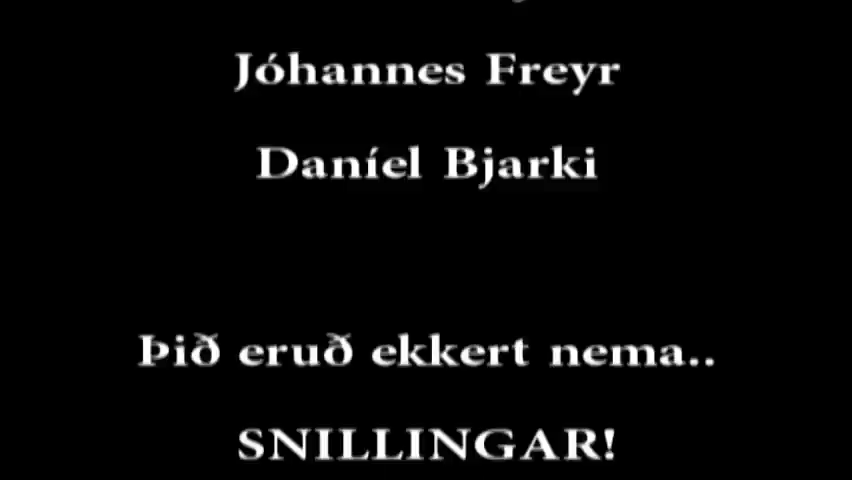 Jóhannes Freyr
Daníel Bjarki
Þið eruð ekkert nema..
SNILLINGAR!